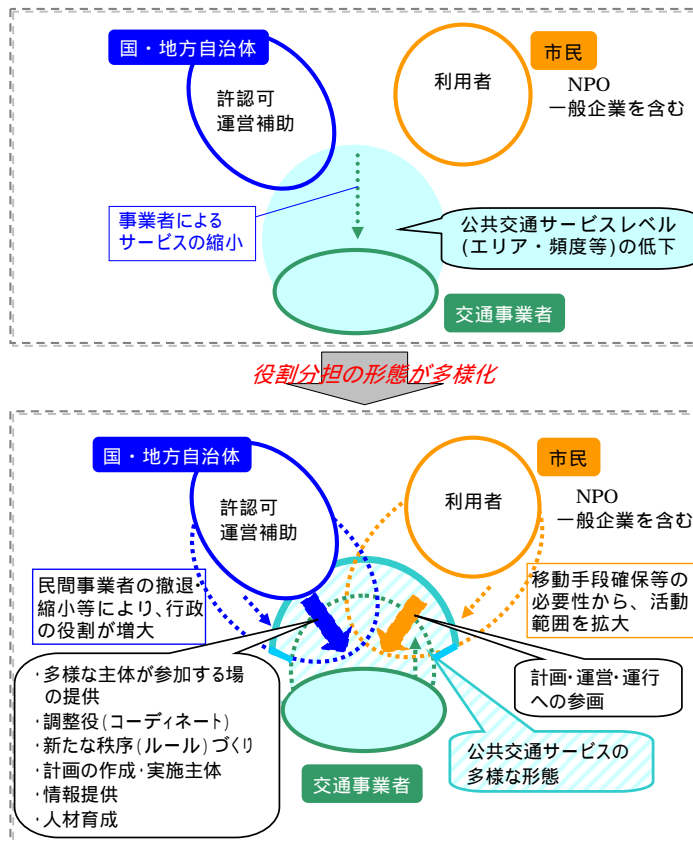 国・地方自治体
市民
許認可
運営補助
利用者
NPO
一般企業を含む
事業者による
サービスの縮小
公共交通サービスレベル
(エリア・頻度等)の低下
交通事業者
役割分担の形態が多様化
国・地方自治体
市民
許認可
運営補助
利用者
NPO
一般企業を含む
民間事業者の撤退・
縮小等により、行政
の役割が増大
移動手段確保等の
必要性から、活動
範囲を拡大
・多様な主体が参加する場
の提供
・調整役(コーディネート)
・新たな秩序(ルール)づくり
・計画の作成・実施主体
・情報提供
・人材育成
計画・運営・運行
への参画
公共交通サービスの
多様な形態
交通事業者